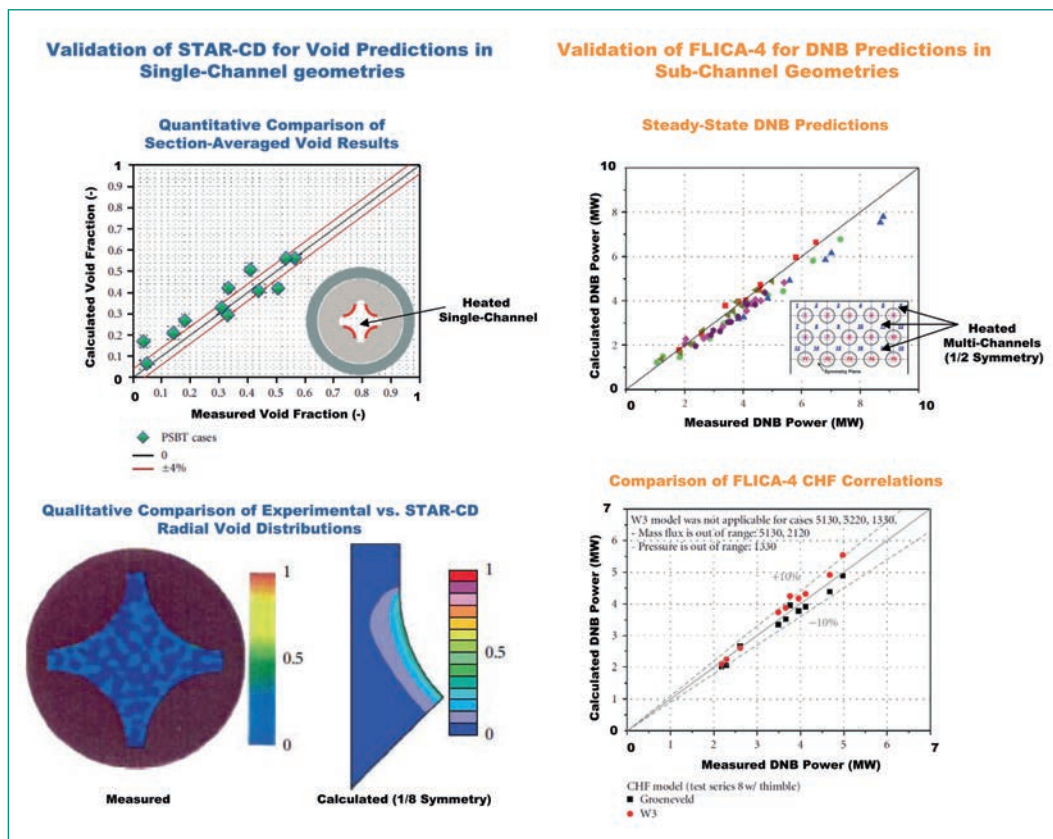 Validation of STAR-CD for Void Predictions in
Single-Channel geometries
Quantitative Comparison of
Section-Averaged Void Results
1
0.9
0.8
0.7
0.6
0.5
0.4
0.3
0.2
0.1
0
Calculated Void Fraction (-)
0 0.1 0.2 0.3 0.4 0.5 0.6 0.7 0.8 0.9 1
Measured Void Fraction (-)
Heated
Single-Channel
PSBT cases
0
±4%
Qualitative Comparison of Experimental vs. STAR-CD
Radial Void Distributions
1
0.5
0
Measured
1
0.5
0
Calculated (1/8 Symmetry)
Validation of FLICA-4 for DNB Predictions in
Sub-Channel Geometries
Steady-State DNB Predictions
10
8
6
4
2
0
Calculated DNB Power (MW)
0 2 4 6 8 10
Measured DNB Power (MW)
Symmetry Plane
Heated
Multi-Channels
(1/2 Symmetry)
Comparison of FLICA-4 CHF Correlations
7
6
5
4
3
2
1
0
Calculated DNB Power (MW)
W3 model was not applicable for cases 5130, 3220, 1330.
- Mass flux is out of range: 5130, 2120
- Pressure is out of range: 1330
+10%
−10%
0 1 2 3 4 5 6 7
Measured DNB Power (MW)
CHF model (test series 8 w/ thimble)
Groeneveld
W3